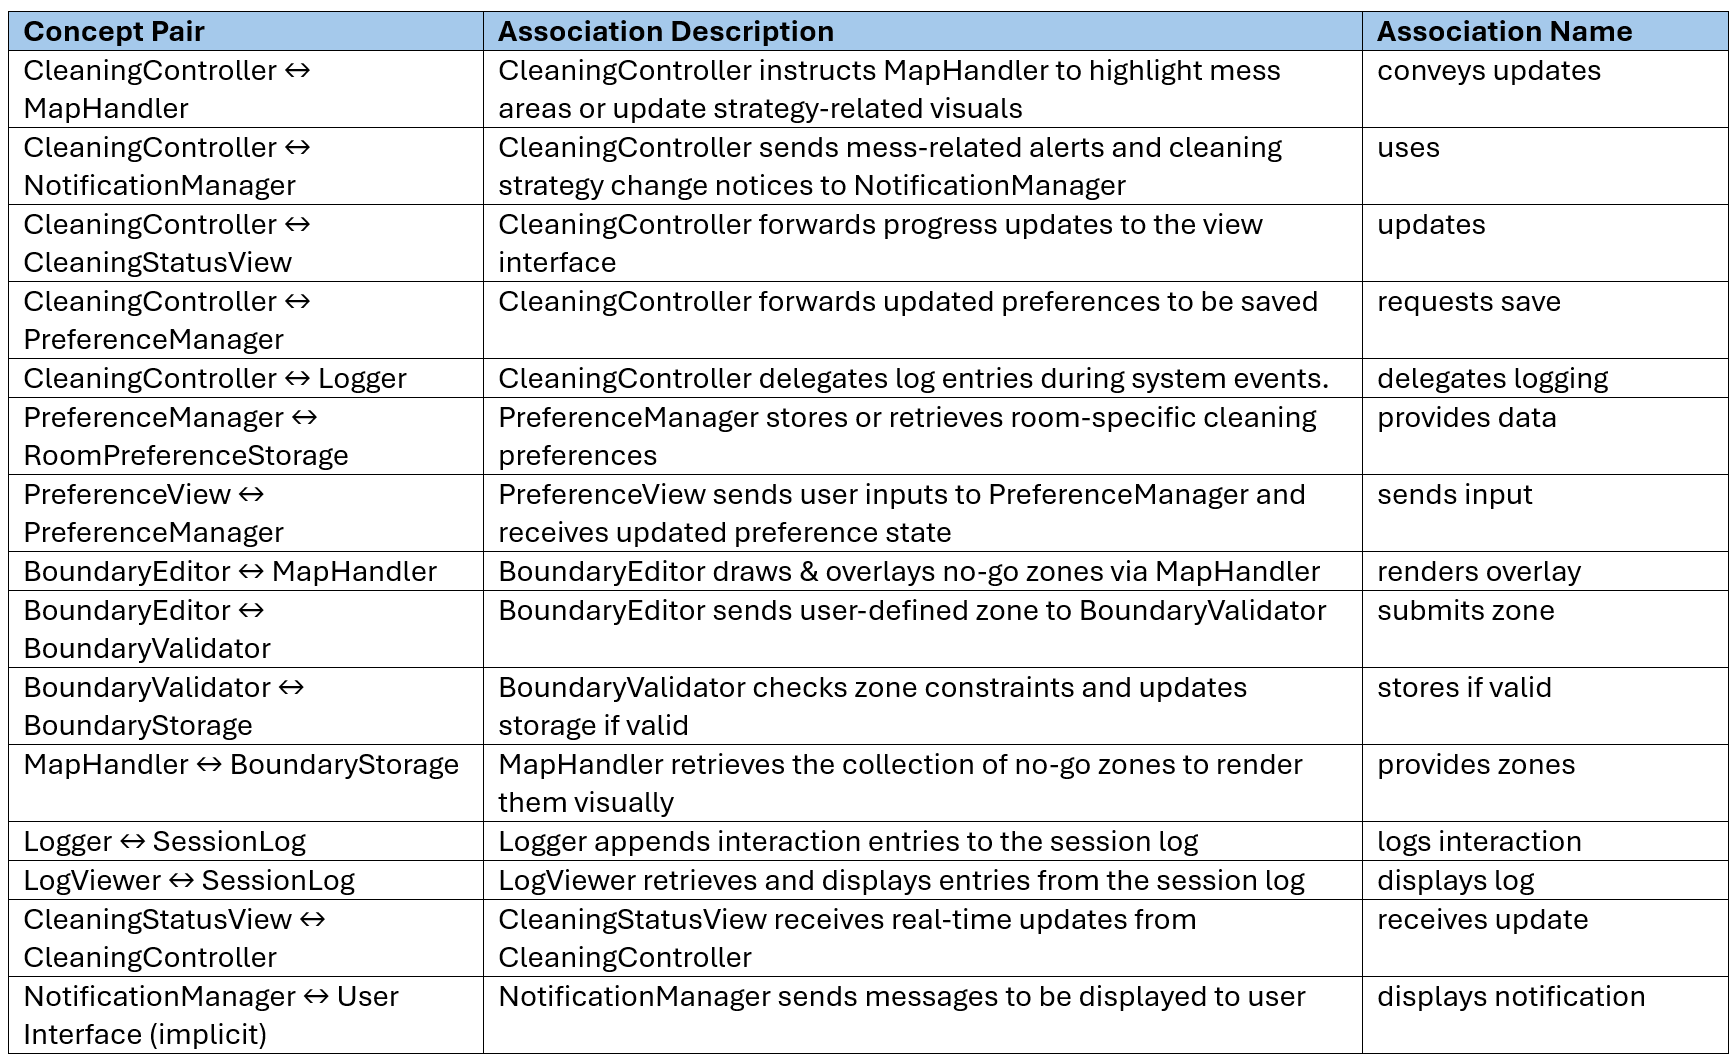 Concept Pair Association Description Association Name
CleaningController ↔ CleaningController instructs MapHandler to highlight mess conveys updates
MapHandler areas or update strategy-related visuals
CleaningController ↔ CleaningController sends mess-related alerts and cleaning uses
NotificationManager strategy change notices to NotificationManager
CleaningController ↔ CleaningController forwards progress updates to the view updates
CleaningStatusView interface
CleaningController ↔ CleaningController forwards updated preferences to be saved requests save
PreferenceManager
CleaningController ↔ Logger CleaningController delegates log entries during system events. delegates logging
PreferenceManager ↔ PreferenceManager stores or retrieves room-specific cleaning provides data
RoomPreferenceStorage preferences
PreferenceView ↔ PreferenceView sends user inputs to PreferenceManager and sends input
PreferenceManager receives updated preference state
BoundaryEditor ↔ MapHandler BoundaryEditor draws & overlays no-go zones via MapHandler renders overlay
BoundaryEditor ↔ BoundaryEditor sends user-defined zone to BoundaryValidator submits zone
BoundaryValidator
BoundaryValidator ↔ BoundaryValidator checks zone constraints and updates stores if valid
BoundaryStorage storage if valid
MapHandler ↔ BoundaryStorage MapHandler retrieves the collection of no-go zones to render provides zones
them visually
Logger ↔ SessionLog Logger appends interaction entries to the session log logs interaction
LogViewer ↔ SessionLog LogViewer retrieves and displays entries from the session log displays log
CleaningStatusView ↔ CleaningStatusView receives real-time updates from receives update
CleaningController CleaningController
NotificationManager ↔ User NotificationManager sends messages to be displayed to user displays notification
Interface (implicit)